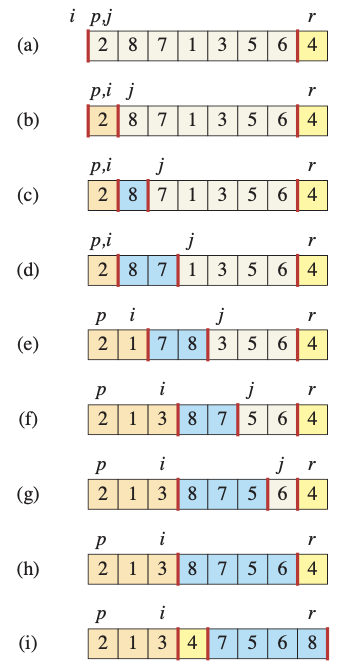 i p,j r
(a) 2 8 7 1 3 5 6 4
p,i j r
(b) 2 8 7 1 3 5 6 4
p,i j r
(c) 2 8 7 1 3 5 6 4
p,i j r
(d) 2 8 7 1 3 5 6 4
p i j r
(e) 2 1 7 8 3 5 6 4
p i j r
(f) 2 1 3 8 7 5 6 4
p i j r
(g) 2 1 3 8 7 5 6 4
p i r
(h) 2 1 3 8 7 5 6 4
p i r
(i) 2 1 3 4 7 5 6 8